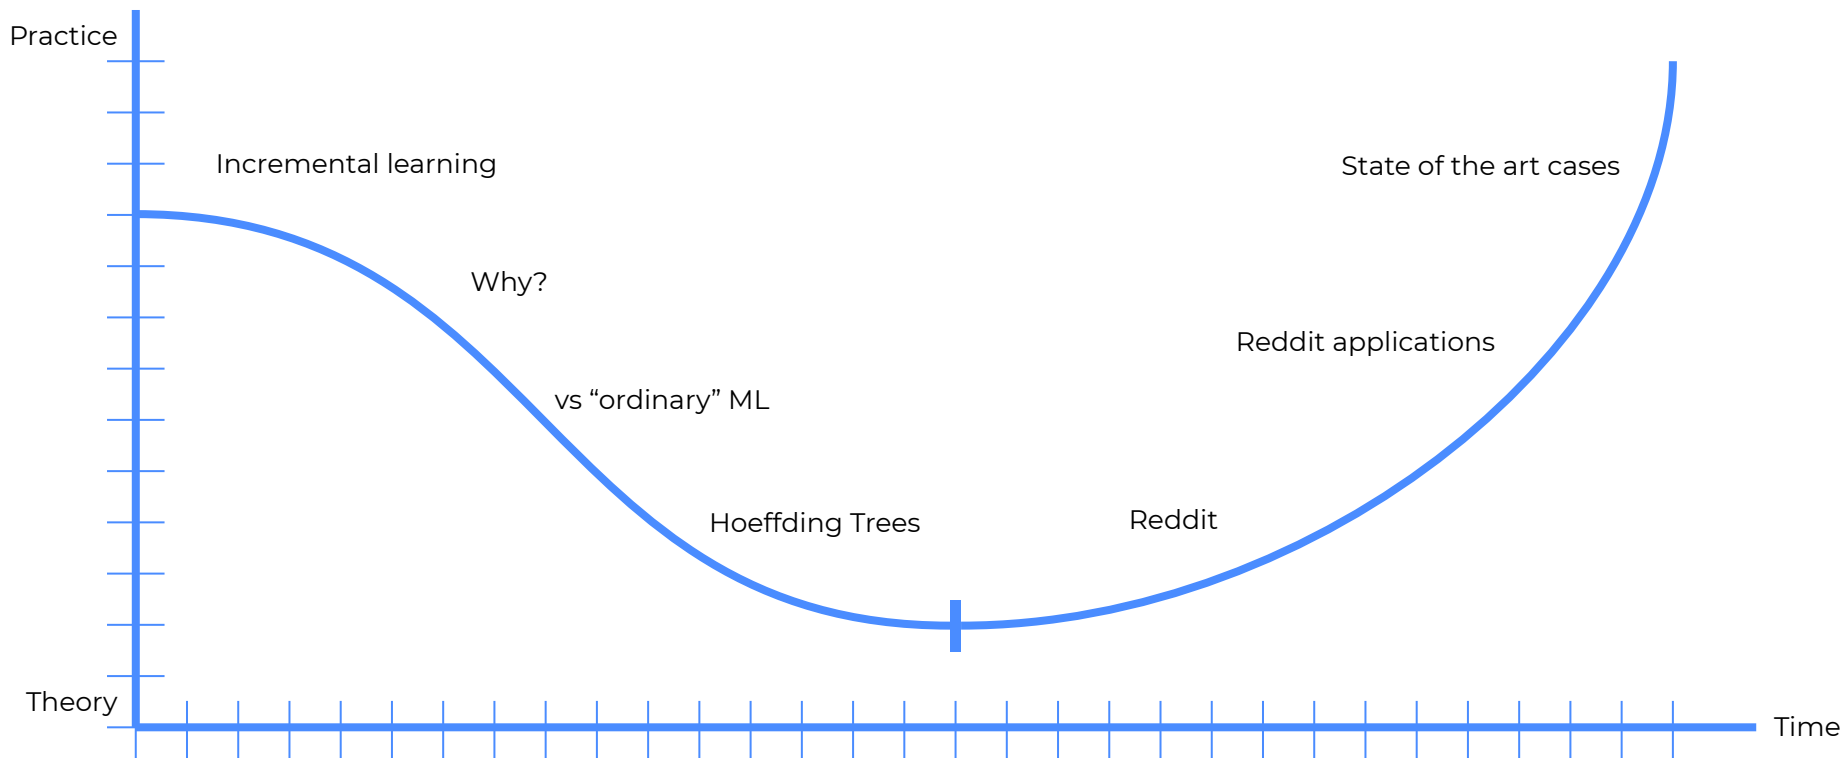 Practice
Incremental learning
State of the art cases
Why?
Reddit applications
vs “ordinary” ML
Hoeffding Trees
Reddit
Theory
Time